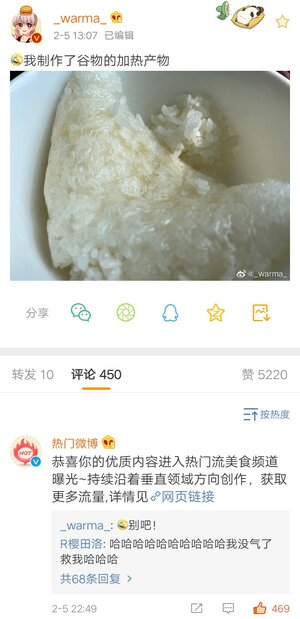 _warma_
2-5 13:07 已编辑
我制作了谷物的加热产物
@_warma_
分享
转发 10 评论 450 赞 5220
按热度
热门微博
HOT
恭喜你的优质内容进入热门流美食频道
曝光~持续沿着垂直领域方向创作，获取
更多流量,详情见网页链接
_warma_: 别吧！
R樱田洛: 哈哈哈哈哈哈哈哈哈哈我没气了
救我哈哈哈
共68条回复 >
2-5 22:49 469